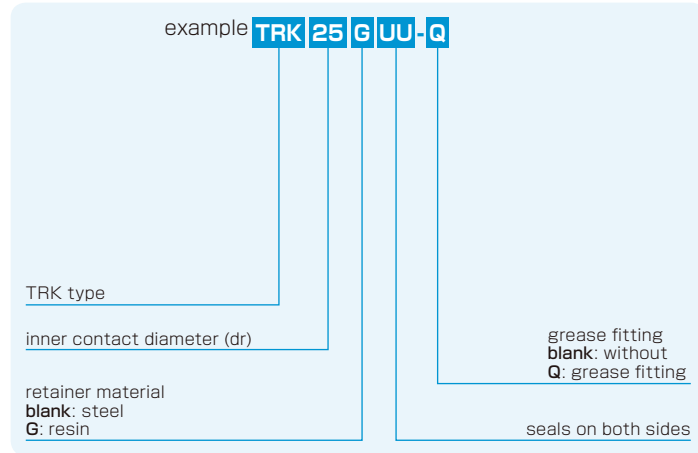 example TRK 25 G UU-Q
TRK type
inner contact diameter (dr)
retainer material
blank: steel
G: resin
grease fitting
blank: without
Q: grease fitting
seals on both sides